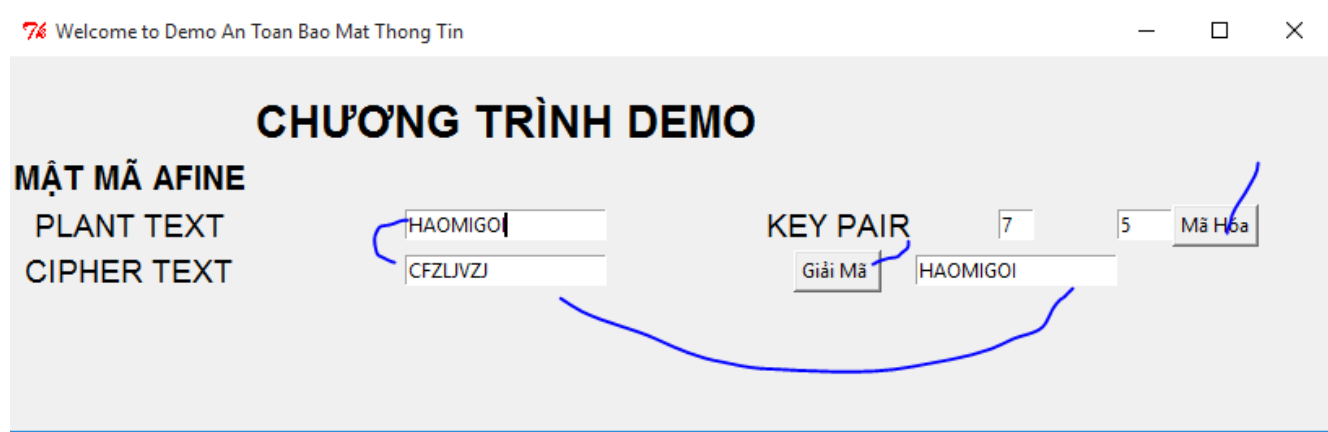 Welcome to Demo An Toan Bao Mat Thong Tin
CHƯƠNG TRÌNH DEMO
MẬT MÃ AFINE
PLANT TEXT HAOMIGOI KEY PAIR 7 5 Mã Hóa
CIPHER TEXT CFZLJVZJ Giải Mã HAOMIGOI